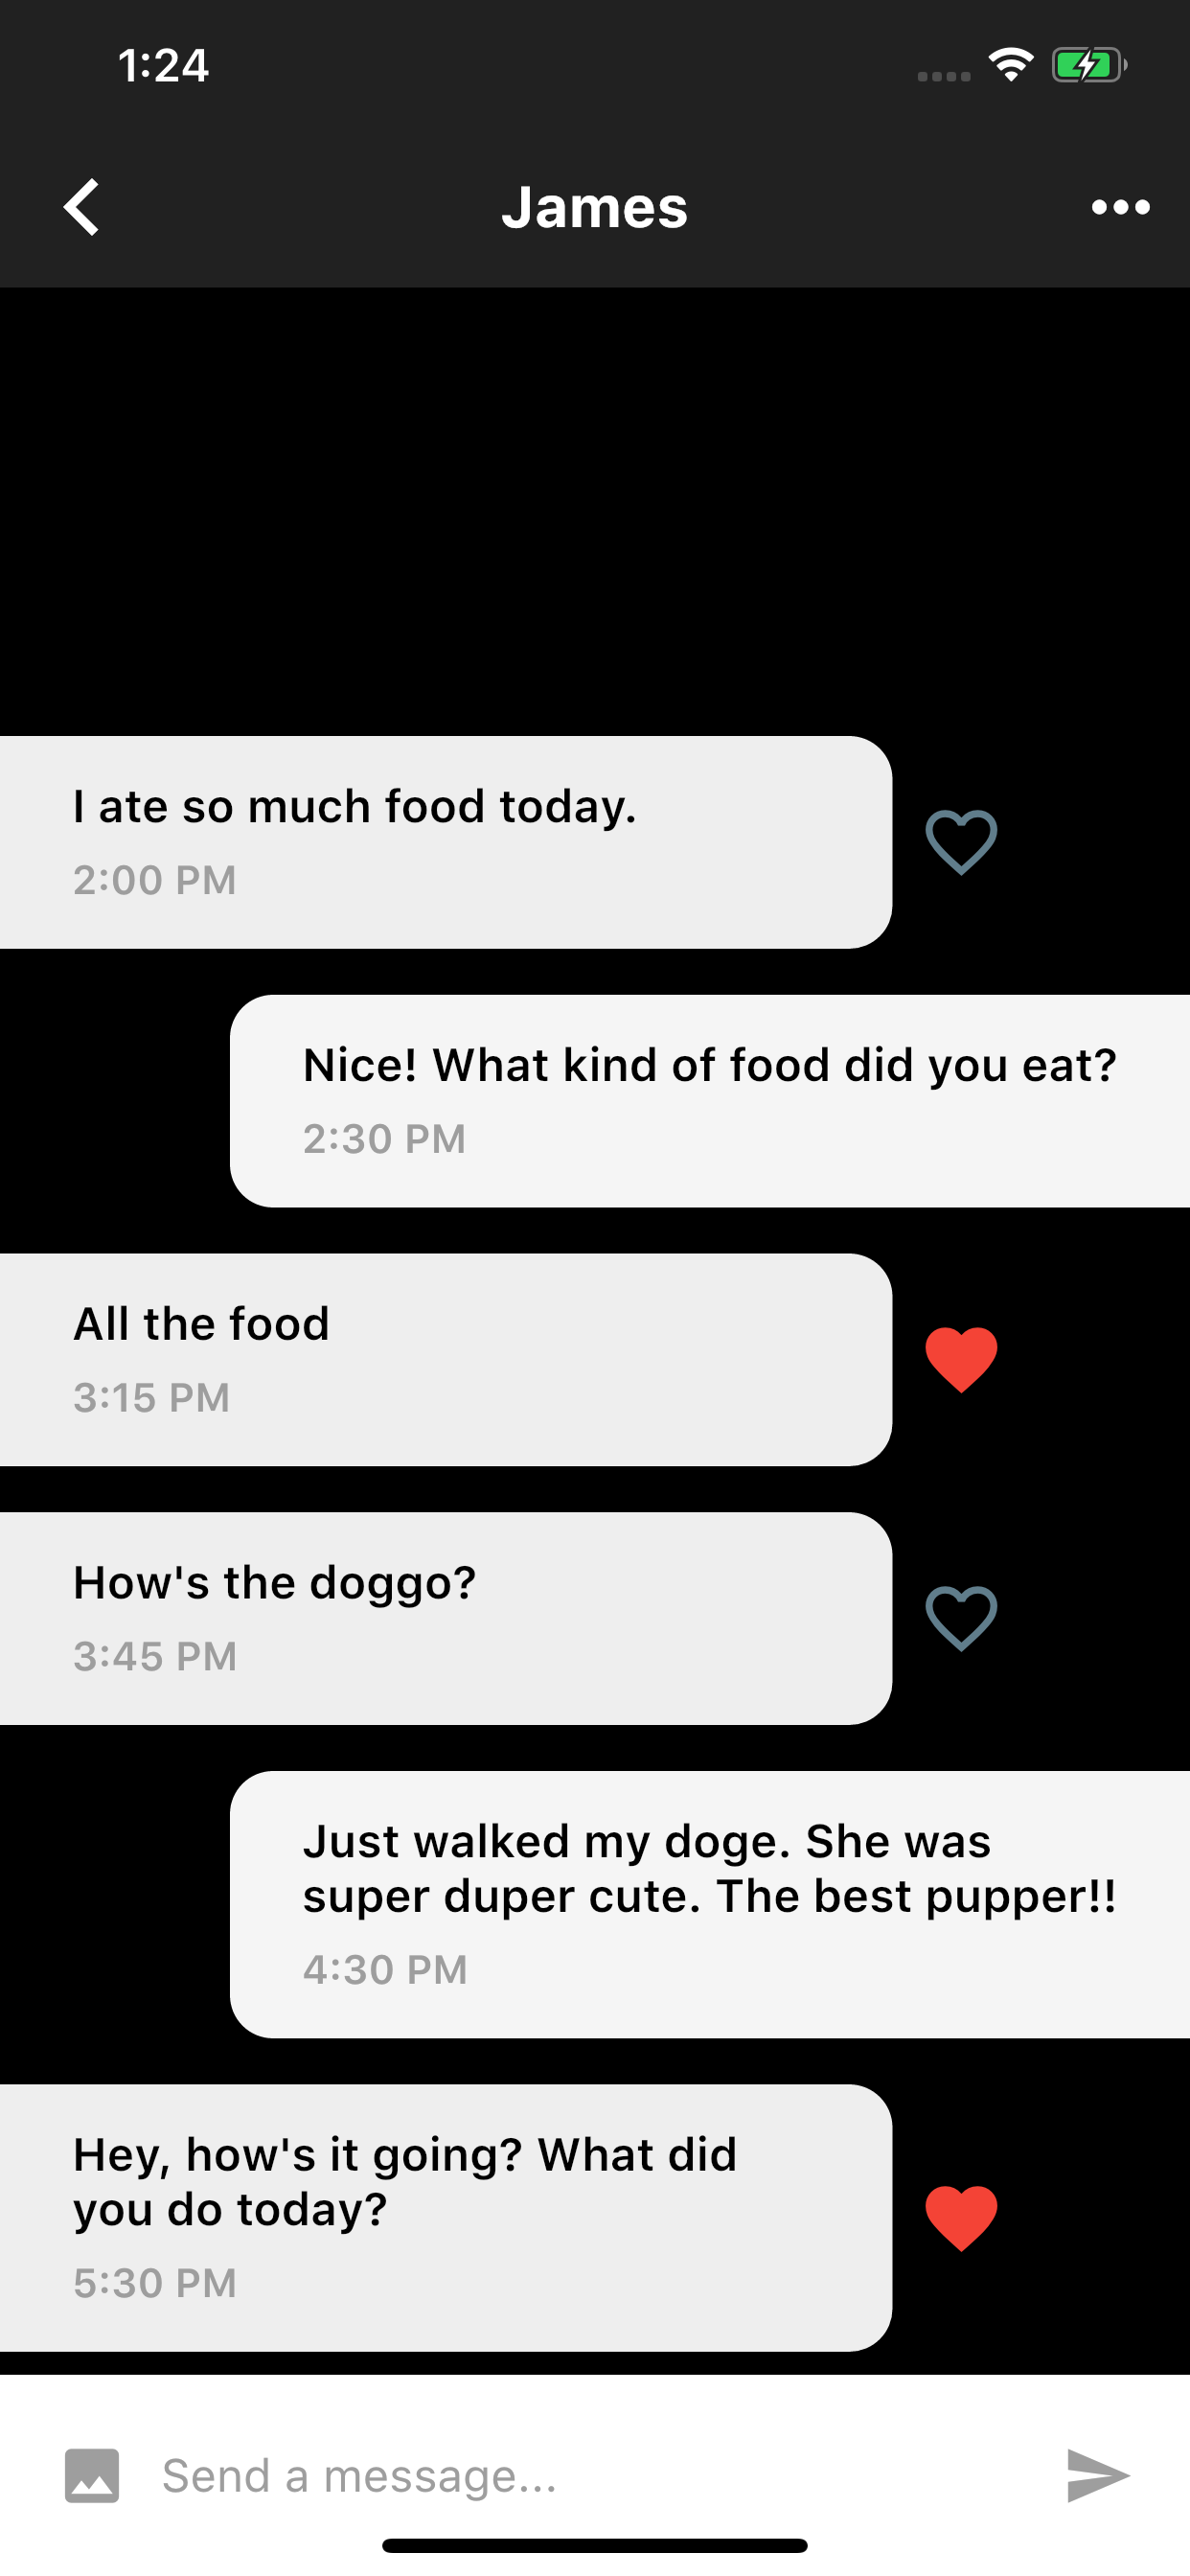 1:24
James
I ate so much food today.
2:00 PM
Nice! What kind of food did you eat?
2:30 PM
All the food
3:15 PM
How's the doggo?
3:45 PM
Just walked my doge. She was
super duper cute. The best pupper!!
4:30 PM
Hey, how's it going? What did
you do today?
5:30 PM
Send a message...